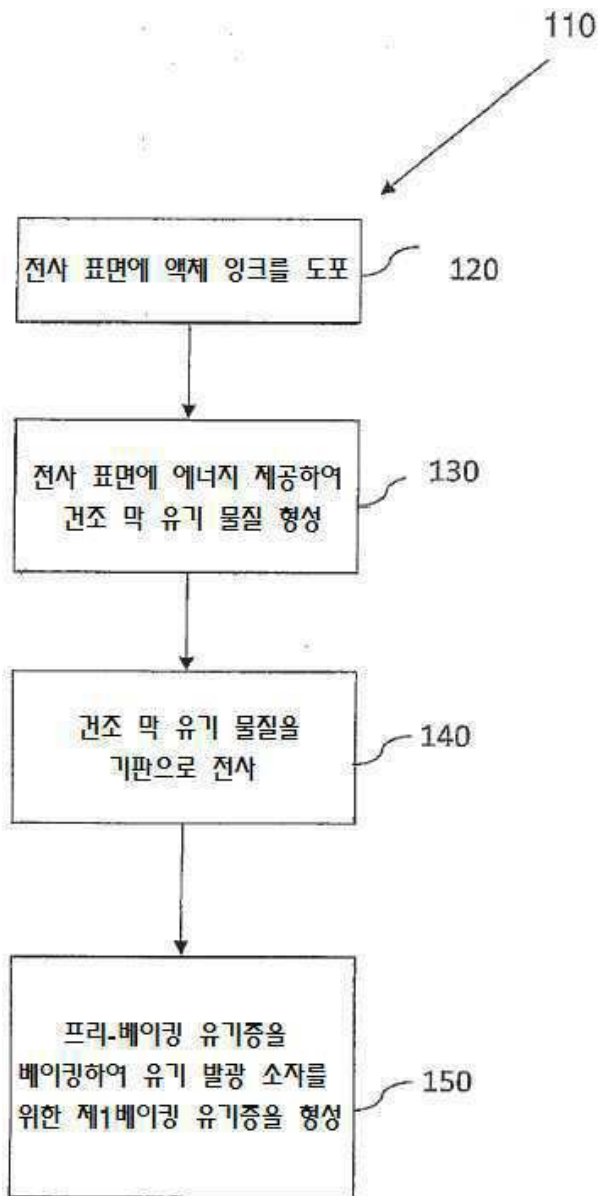 110
전사 표면에 액체 잉크를 도포
120
전사 표면에 에너지 제공하여
건조 막 유기 물질 형성
130
건조 막 유기 물질을
기판으로 전사
140
프리-베이킹 유기증을
베이킹하여 유기 발광 소자를
위한 제1베이킹 유기증을 형성
150